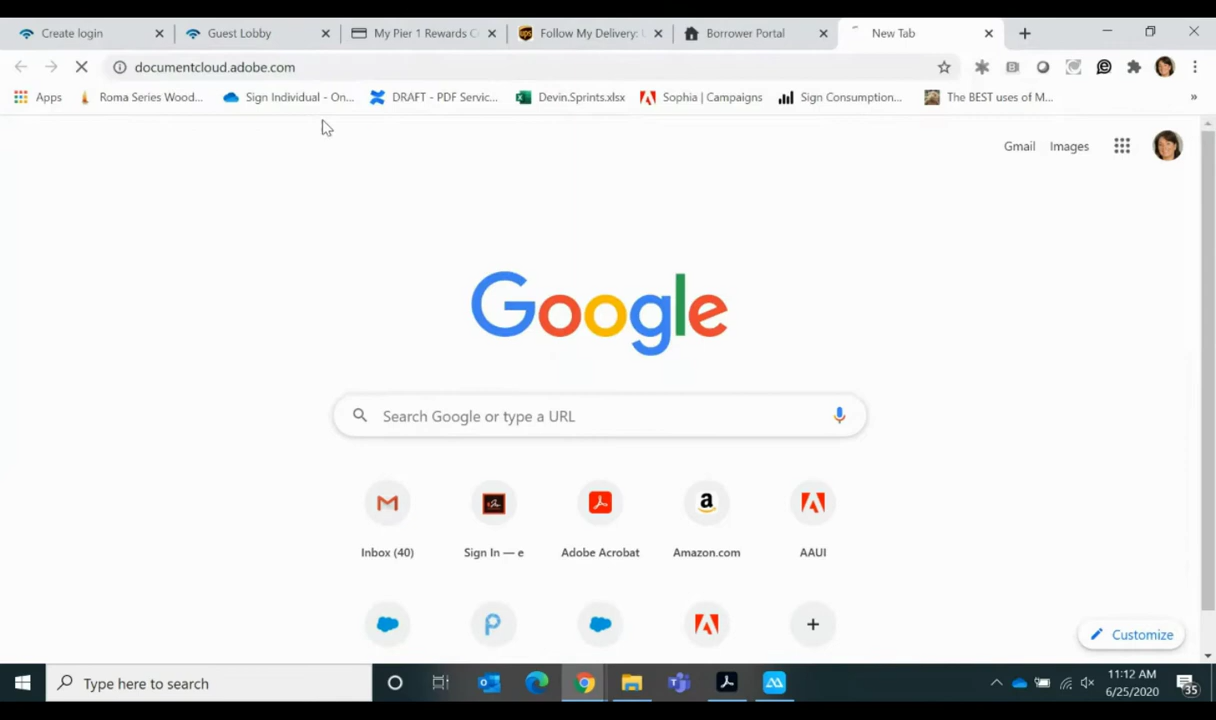 Create login
Guest Lobby
My Pier 1 Rewards C
Follow My Delivery: U
Borrower Portal
New Tab
documentcloud.adobe.com
Apps
Roma Series Wood...
Sign Individual - On...
DRAFT - PDF Servic...
Devin.Sprints.xlsx
Sophia | Campaigns
Sign Consumption...
The BEST uses of M...
»
Gmail
Images
Google
Search Google or type a URL
Inbox (40)
Sign In — e
Adobe Acrobat
Amazon.com
AAUI
Customize
Type here to search
11:12 AM
6/25/2020
35